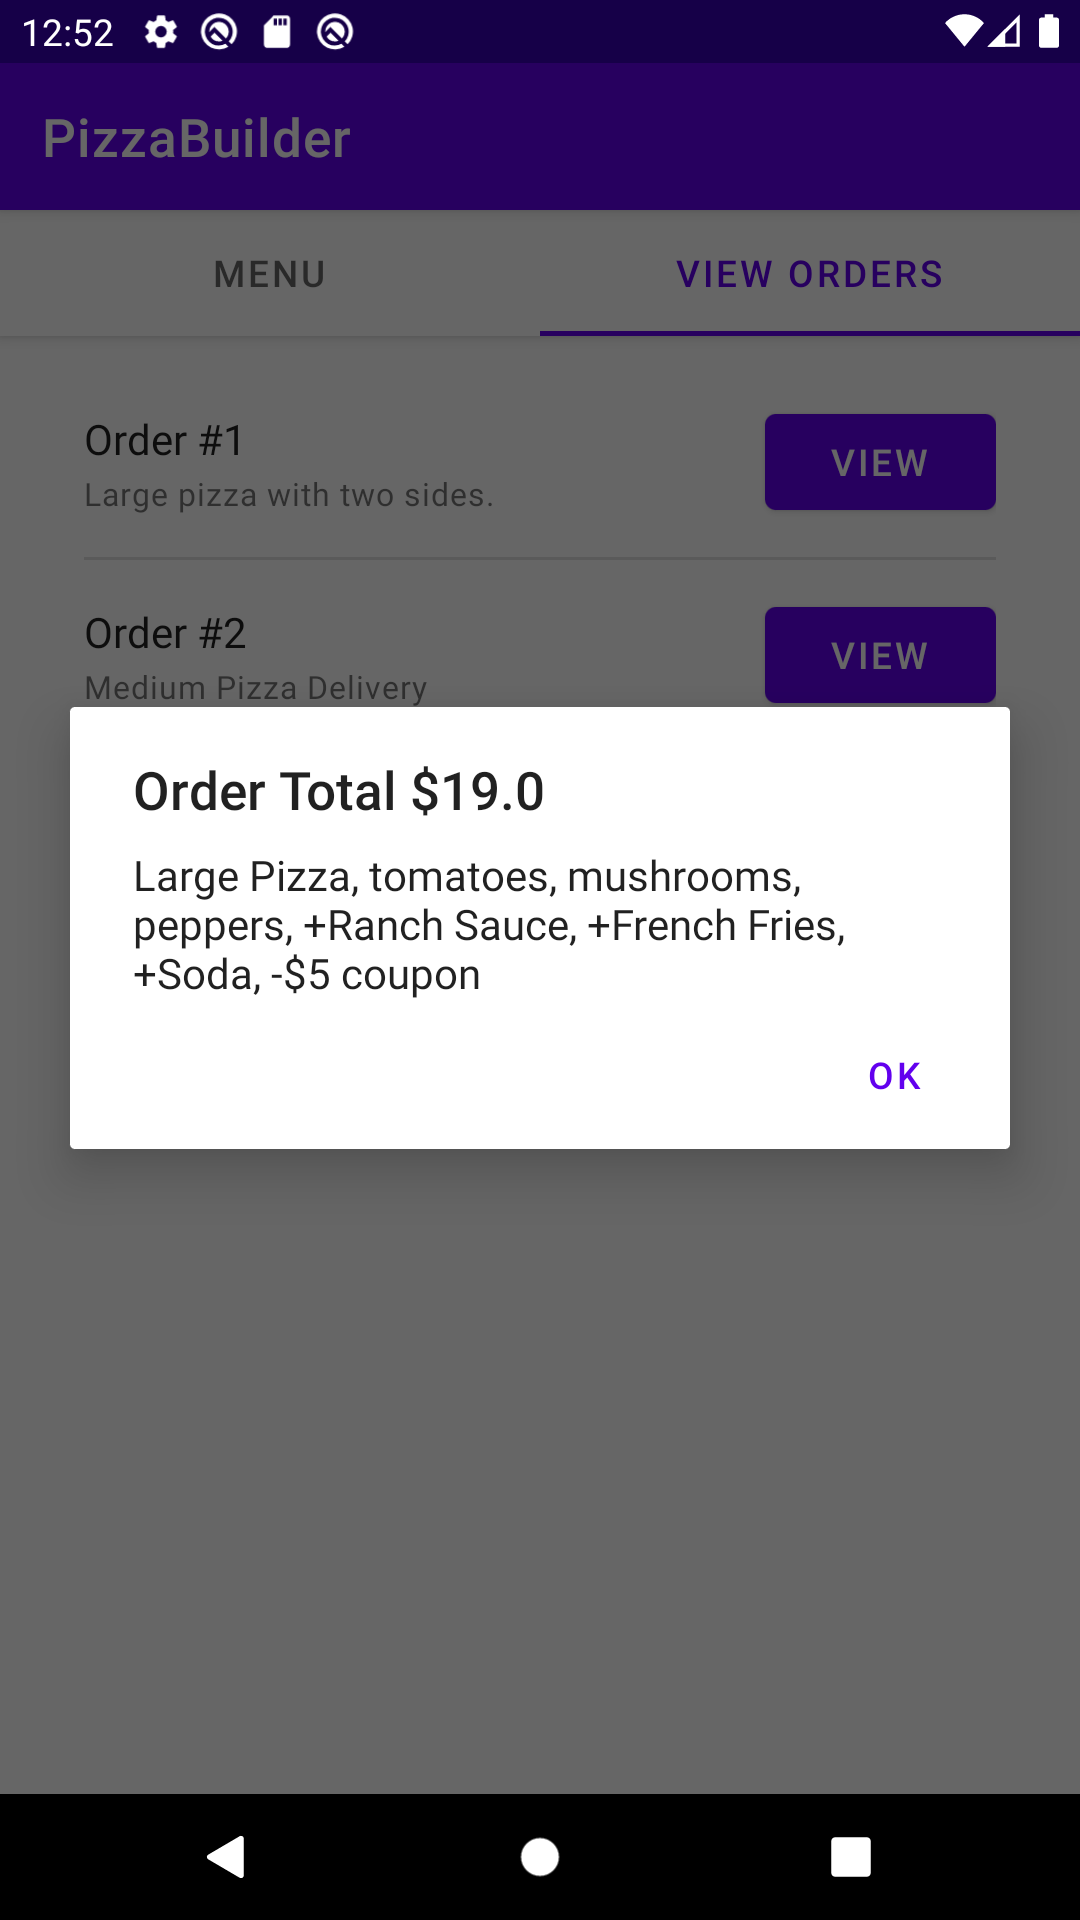 12:52
PizzaBuilder
MENU
VIEW ORDERS
Order #1
Large pizza with two sides.
VIEW
Order #2
Medium Pizza Delivery
VIEW
Order Total $19.0
Large Pizza, tomatoes, mushrooms,
peppers, +Ranch Sauce, +French Fries,
+Soda, -$5 coupon
OK